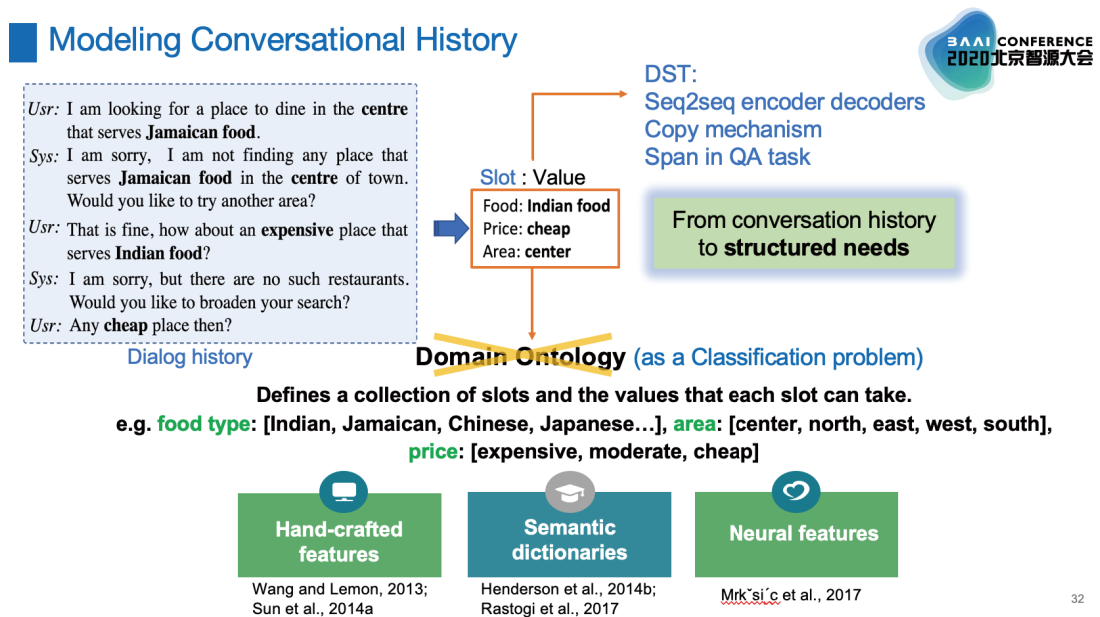 Modeling Conversational History
BAAI CONFERENCE
2020北京智源大会
Usr: I am looking for a place to dine in the centre
that serves Jamaican food.
Sys: I am sorry, I am not finding any place that
serves Jamaican food in the centre of town.
Would you like to try another area?
Usr: That is fine, how about an expensive place that
serves Indian food?
Sys: I am sorry, but there are no such restaurants.
Would you like to broaden your search?
Usr: Any cheap place then?
Dialog history
Slot : Value
Food: Indian food
Price: cheap
Area: center
DST:
Seq2seq encoder decoders
Copy mechanism
Span in QA task
From conversation history
to structured needs
Domain Ontology (as a Classification problem)
Defines a collection of slots and the values that each slot can take.
e.g. food type: [Indian, Jamaican, Chinese, Japanese…], area: [center, north, east, west, south],
price: [expensive, moderate, cheap]
Hand-crafted
features
Wang and Lemon, 2013;
Sun et al., 2014a
Semantic
dictionaries
Henderson et al., 2014b;
Rastogi et al., 2017
Neural features
Mrkˇsi´c et al., 2017
32